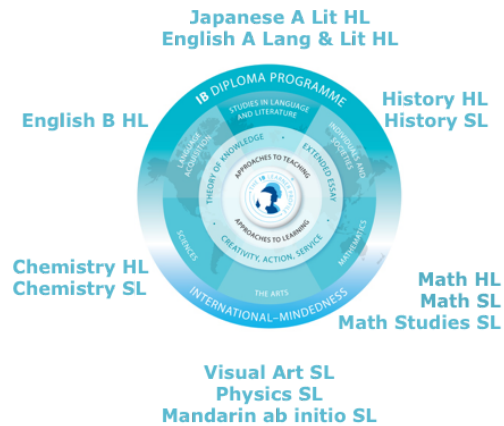 Japanese A Lit HL
English A Lang & Lit HL
IB DIPLOMA PROGRAMME
STUDIES IN LANGUAGE
AND LITERATURE
English B HL
LANGUAGE
ACQUISITION
INDIVIDUALS AND
SOCIETIES
History HL
History SL
THEORY OF KNOWLEDGE
EXTENDED ESSAY
APPROACHES TO TEACHING
APPROACHES TO LEARNING
CREATIVITY, ACTION, SERVICE
SCIENCES
MATHEMATICS
THE ARTS
INTERNATIONAL–MINDEDNESS
Chemistry HL
Chemistry SL
Math HL
Math SL
Math Studies SL
Visual Art SL
Physics SL
Mandarin ab initio SL